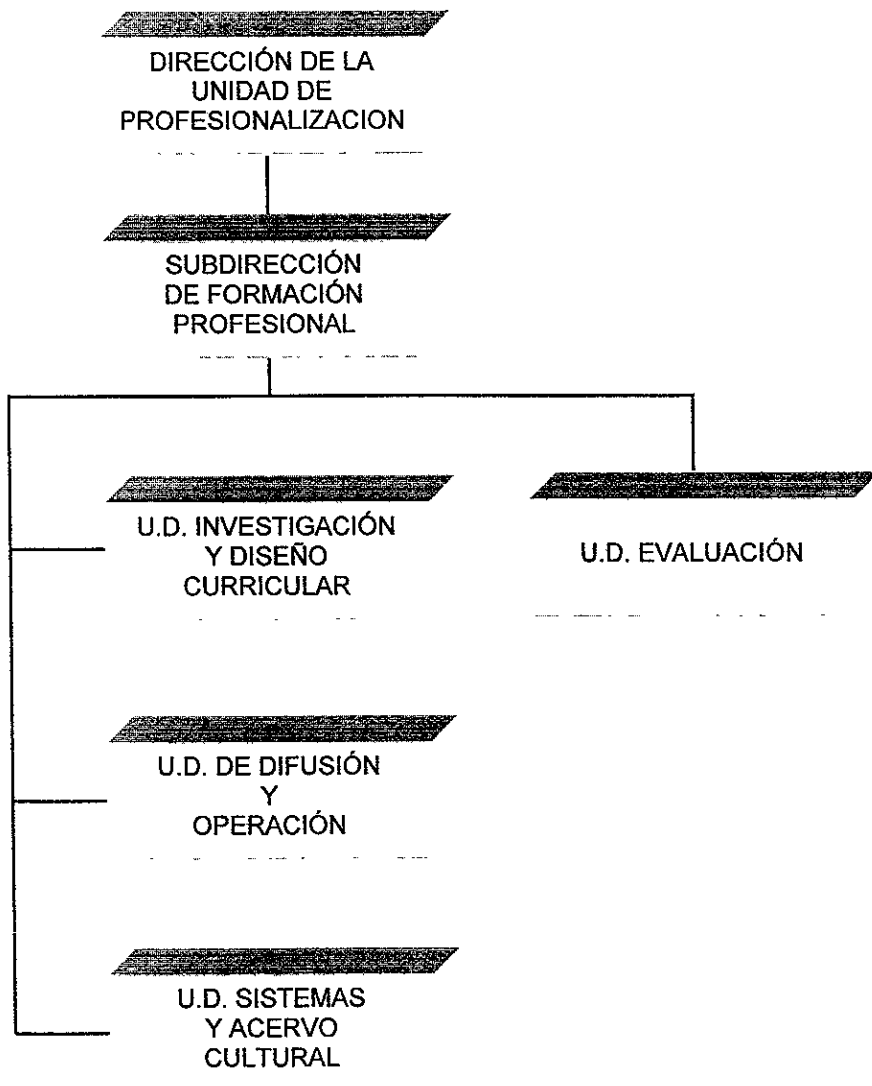 DIRECCIÓN DE LA
UNIDAD DE
PROFESIONALIZACION
SUBDIRECCIÓN
DE FORMACIÓN
PROFESIONAL
U.D. INVESTIGACIÓN
Y DISEÑO
CURRICULAR
U.D. EVALUACIÓN
U.D. DE DIFUSIÓN
Y
OPERACIÓN
U.D. SISTEMAS
Y ACERVO
CULTURAL